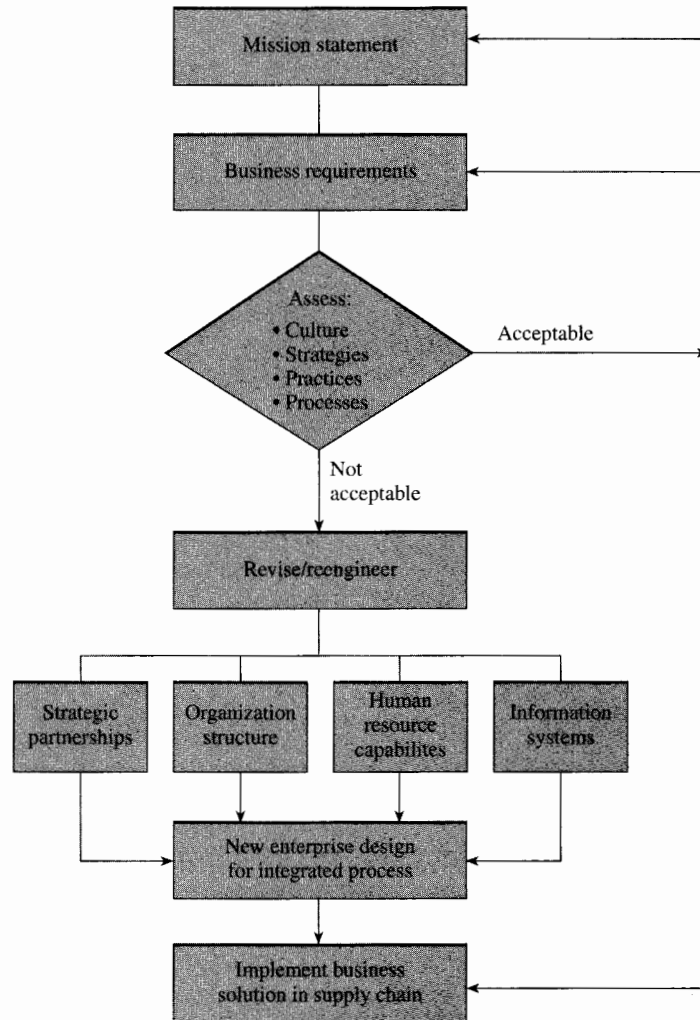 Mission statement
Business requirements
Assess:
• Culture
• Strategies
• Practices
• Processes
Acceptable
Not
acceptable
Revise/reengineer
Strategic
partnerships
Organization
structure
Human
resource
capabilites
Information
systems
New enterprise design
for integrated process
Implement business
solution in supply chain